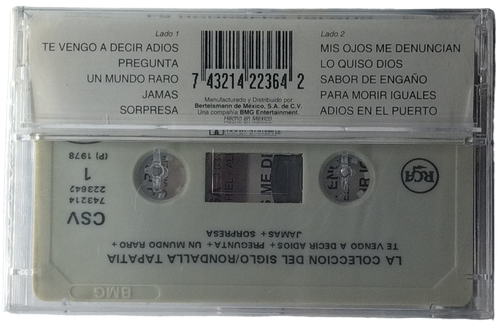 Lado 1
TE VENGO A DECIR ADIOS
PREGUNTA
UN MUNDO RARO
JAMAS
SORPRESA
7 43214 22364 2
Manufacturado y Distribuido por:
Bertelsmann de México, S.A. de C.V.
Una compañía BMG Entertainment.
Hecho en México
Lado 2
MIS OJOS ME DENUNCIAN
LO QUISO DIOS
SABOR DE ENGAÑO
PARA MORIR IGUALES
ADIOS EN EL PUERTO
BMG
LA COLECCION DEL SIGLO/RONDALLA TAPATIA
TE VENGO A DECIR ADIOS + PREGUNTA + UN MUNDO RARO +
JAMAS + SORPRESA
CSV
743214
223642
1
(P) 1978
RCA